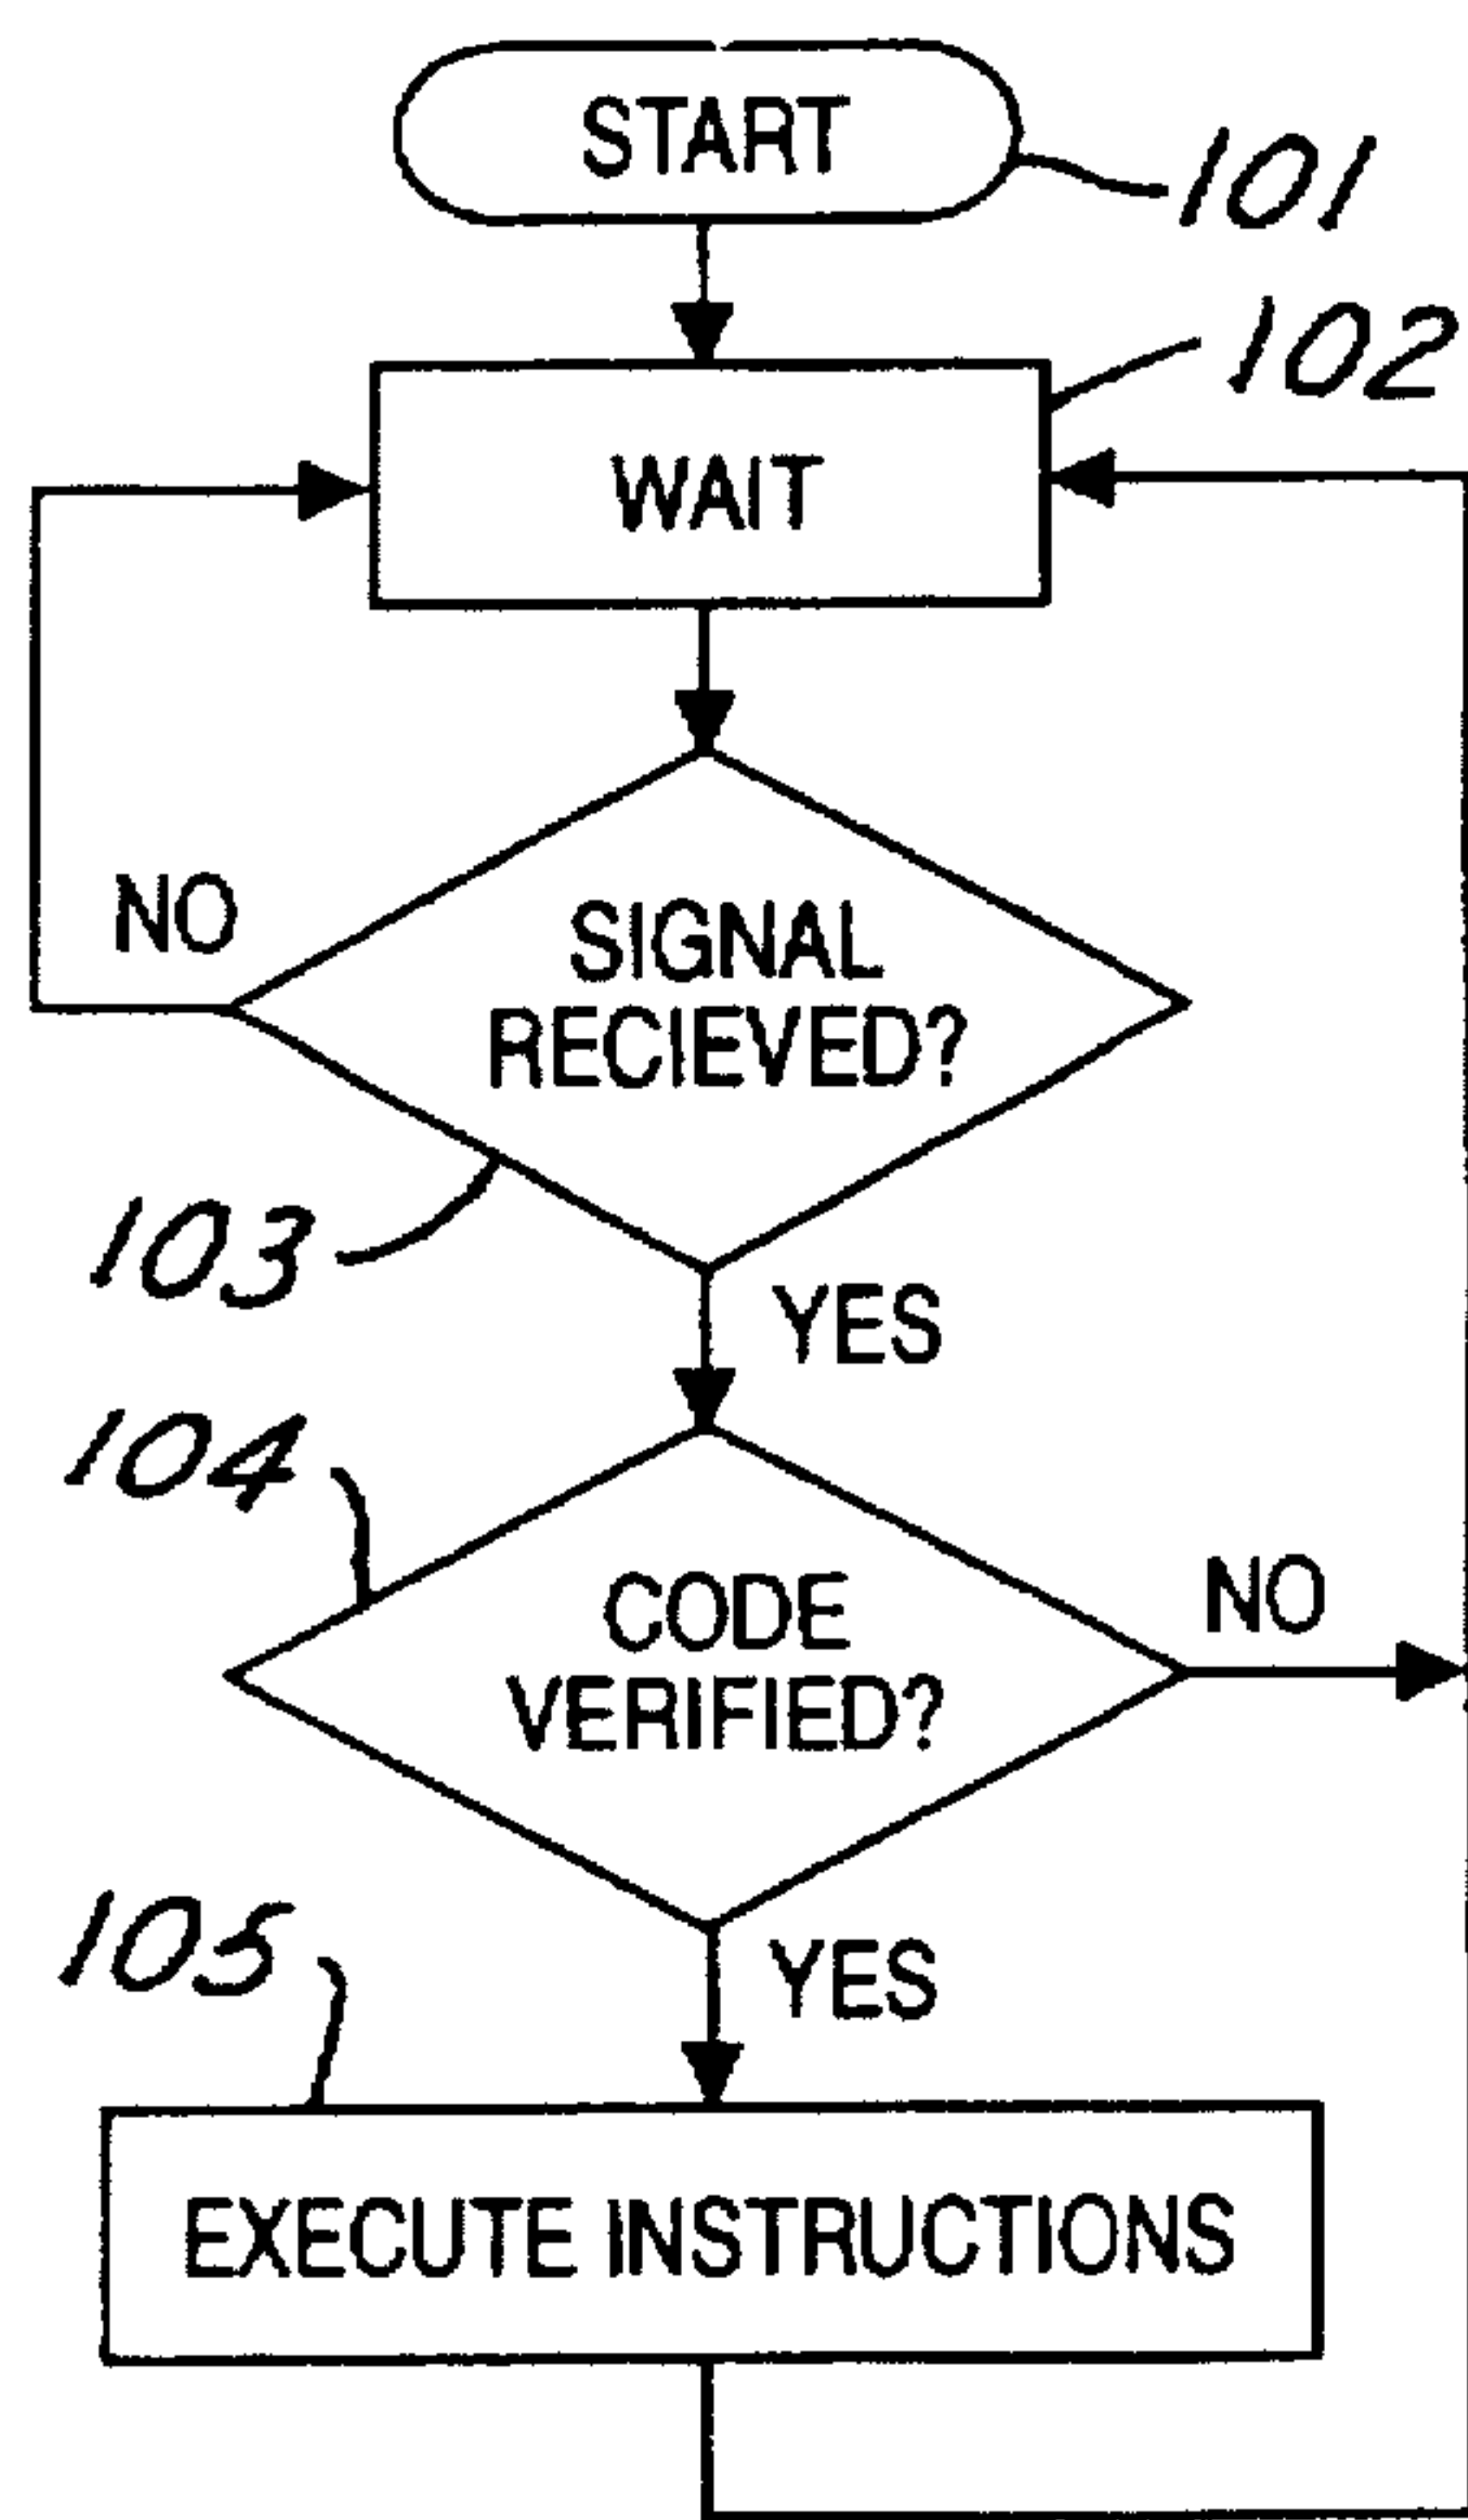 START
101
102
WAIT
NO
SIGNAL
RECIEVED?
103
YES
104
CODE
VERIFIED?
NO
105
YES
EXECUTE INSTRUCTIONS